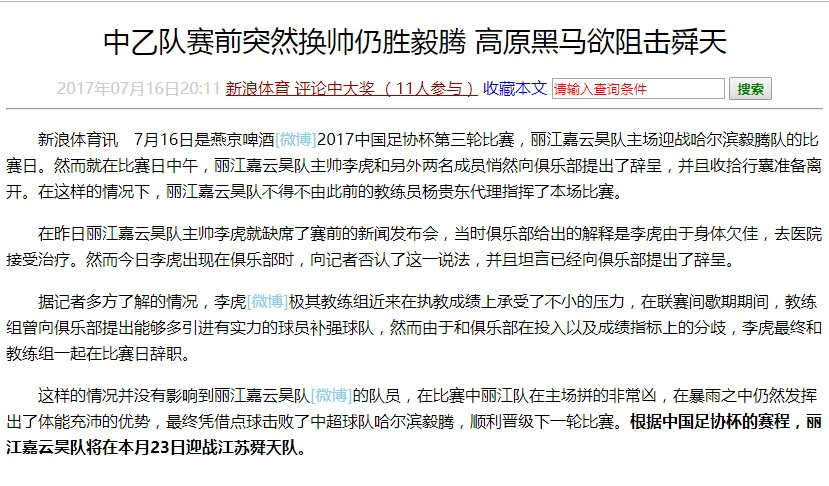 中乙队赛前突然换帅仍胜毅腾 高原黑马欲阻击舜天
2017年07月16日20:11 新浪体育 评论中大奖 （11人参与） 收藏本文 请输入查询条件 搜索
新浪体育讯　7月16日是燕京啤酒[微博]2017中国足协杯第三轮比赛，丽江嘉云昊队主场迎战哈尔滨毅腾队的比
赛日。然而就在比赛日中午，丽江嘉云昊队主帅李虎和另外两名成员悄然向俱乐部提出了辞呈，并且收拾行囊准备离
开。在这样的情况下，丽江嘉云昊队不得不由此前的教练员杨贵东代理指挥了本场比赛。
在昨日丽江嘉云昊队主帅李虎就缺席了赛前的新闻发布会，当时俱乐部给出的解释是李虎由于身体欠佳，去医院
接受治疗。然而今日李虎出现在俱乐部时，向记者否认了这一说法，并且坦言已经向俱乐部提出了辞呈。
据记者多方了解的情况，李虎[微博]极其教练组近来在执教成绩上承受了不小的压力，在联赛间歇期期间，教练
组曾向俱乐部提出能够多引进有实力的球员补强球队，然而由于和俱乐部在投入以及成绩指标上的分歧，李虎最终和
教练组一起在比赛日辞职。
这样的情况并没有影响到丽江嘉云昊队[微博]的队员，在比赛中丽江队在主场拼的非常凶，在暴雨之中仍然发挥
出了体能充沛的优势，最终凭借点球击败了中超球队哈尔滨毅腾，顺利晋级下一轮比赛。根据中国足协杯的赛程，丽
江嘉云昊队将在本月23日迎战江苏舜天队。